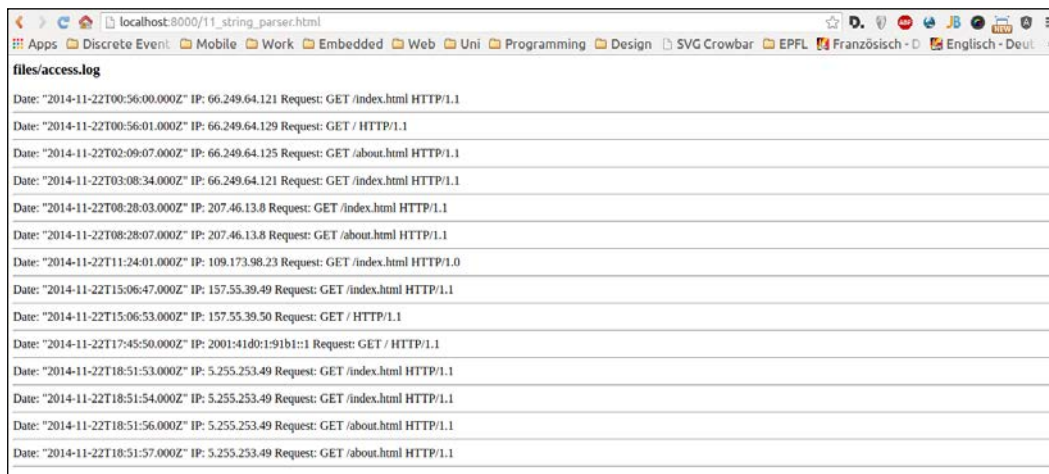 localhost:8000/11_string_parser.html
D. ABP JB NEW
Apps Discrete Event Mobile Work Embedded Web Uni Programming Design SVG Crowbar EPFL Französisch - D Englisch - Deut
files/access.log
Date: "2014-11-22T00:56:00.000Z" IP: 66.249.64.121 Request: GET /index.html HTTP/1.1
Date: "2014-11-22T00:56:01.000Z" IP: 66.249.64.129 Request: GET / HTTP/1.1
Date: "2014-11-22T02:09:07.000Z" IP: 66.249.64.125 Request: GET /about.html HTTP/1.1
Date: "2014-11-22T03:08:34.000Z" IP: 66.249.64.121 Request: GET /index.html HTTP/1.1
Date: "2014-11-22T08:28:03.000Z" IP: 207.46.13.8 Request: GET /index.html HTTP/1.1
Date: "2014-11-22T08:28:07.000Z" IP: 207.46.13.8 Request: GET /about.html HTTP/1.1
Date: "2014-11-22T11:24:01.000Z" IP: 109.173.98.23 Request: GET /index.html HTTP/1.0
Date: "2014-11-22T15:06:47.000Z" IP: 157.55.39.49 Request: GET /index.html HTTP/1.1
Date: "2014-11-22T15:06:53.000Z" IP: 157.55.39.50 Request: GET / HTTP/1.1
Date: "2014-11-22T17:45:50.000Z" IP: 2001:41d0:1:91b1::1 Request: GET / HTTP/1.1
Date: "2014-11-22T18:51:53.000Z" IP: 5.255.253.49 Request: GET /index.html HTTP/1.1
Date: "2014-11-22T18:51:54.000Z" IP: 5.255.253.49 Request: GET /index.html HTTP/1.1
Date: "2014-11-22T18:51:56.000Z" IP: 5.255.253.49 Request: GET /about.html HTTP/1.1
Date: "2014-11-22T18:51:57.000Z" IP: 5.255.253.49 Request: GET /about.html HTTP/1.1